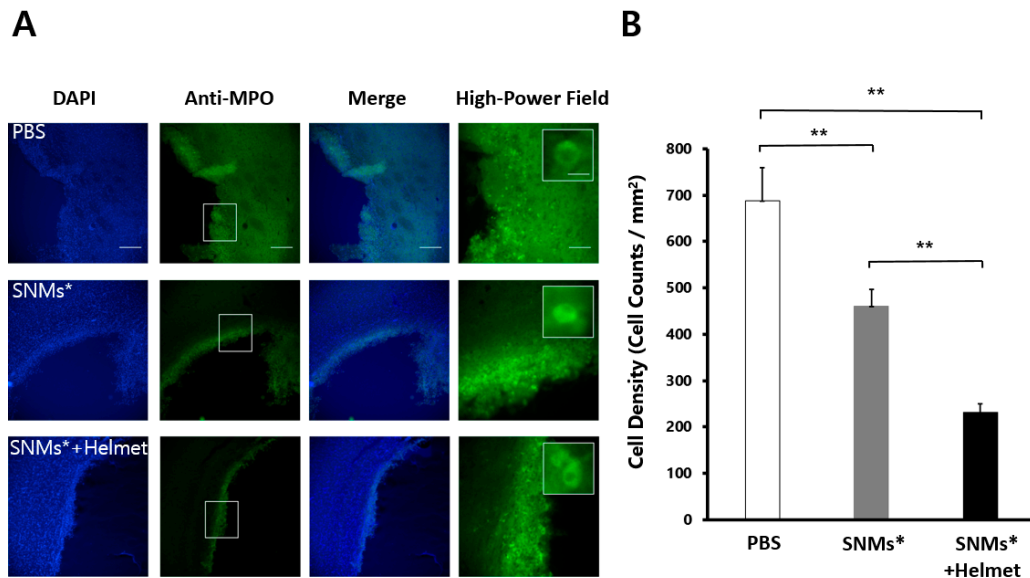 A
B
DAPI Anti-MPO Merge High-Power Field
PBS
SNMs*
SNMs*+Helmet
**
**
**
Cell Density (Cell Counts / mm²)
800
700
600
500
400
300
200
100
0
PBS SNMs* SNMs*
+Helmet